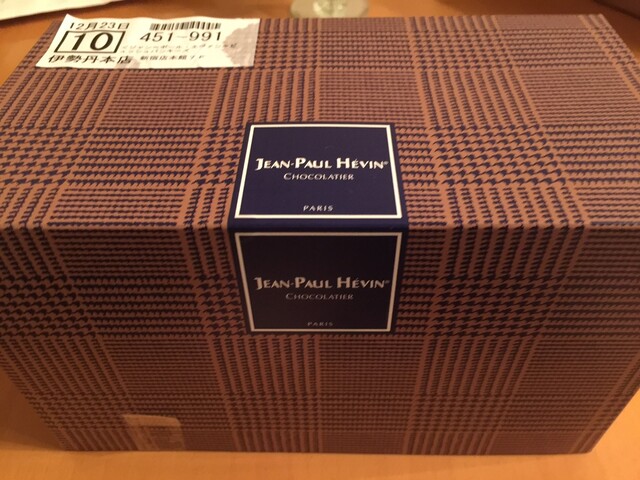 12月23日
10
451-991
伊勢丹本店
JEAN-PAUL HÉVIN®
CHOCOLATIER
PARIS
JEAN-PAUL HÉVIN®
CHOCOLATIER
PARIS